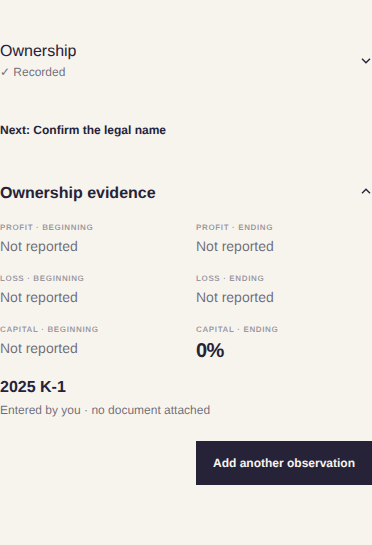 Ownership
✓ Recorded
Next: Confirm the legal name
Ownership evidence
PROFIT · BEGINNING
PROFIT · ENDING
Not reported
Not reported
LOSS · BEGINNING
LOSS · ENDING
Not reported
Not reported
CAPITAL · BEGINNING
CAPITAL · ENDING
Not reported
0%
2025 K-1
Entered by you · no document attached
Add another observation